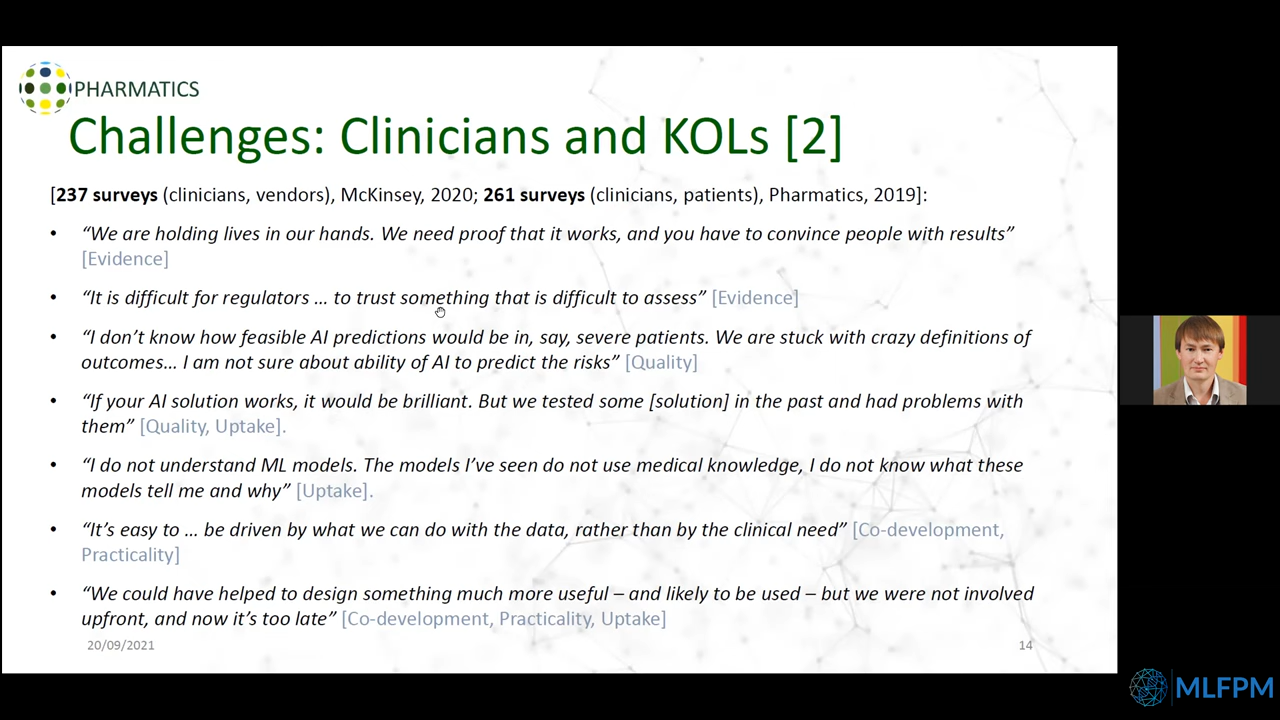 PHARMATICS
Challenges: Clinicians and KOLs [2]
[237 surveys (clinicians, vendors), McKinsey, 2020; 261 surveys (clinicians, patients), Pharmatics, 2019]:
• “We are holding lives in our hands. We need proof that it works, and you have to convince people with results”
[Evidence]
• “It is difficult for regulators … to trust something that is difficult to assess” [Evidence]
• “I don’t know how feasible AI predictions would be in, say, severe patients. We are stuck with crazy definitions of
outcomes… I am not sure about ability of AI to predict the risks” [Quality]
• “If your AI solution works, it would be brilliant. But we tested some [solution] in the past and had problems with
them” [Quality, Uptake].
• “I do not understand ML models. The models I’ve seen do not use medical knowledge, I do not know what these
models tell me and why” [Uptake].
• “It’s easy to … be driven by what we can do with the data, rather than by the clinical need” [Co-development,
Practicality]
• “We could have helped to design something much more useful – and likely to be used – but we were not involved
upfront, and now it’s too late” [Co-development, Practicality, Uptake]
20/09/2021
14
MLFPM